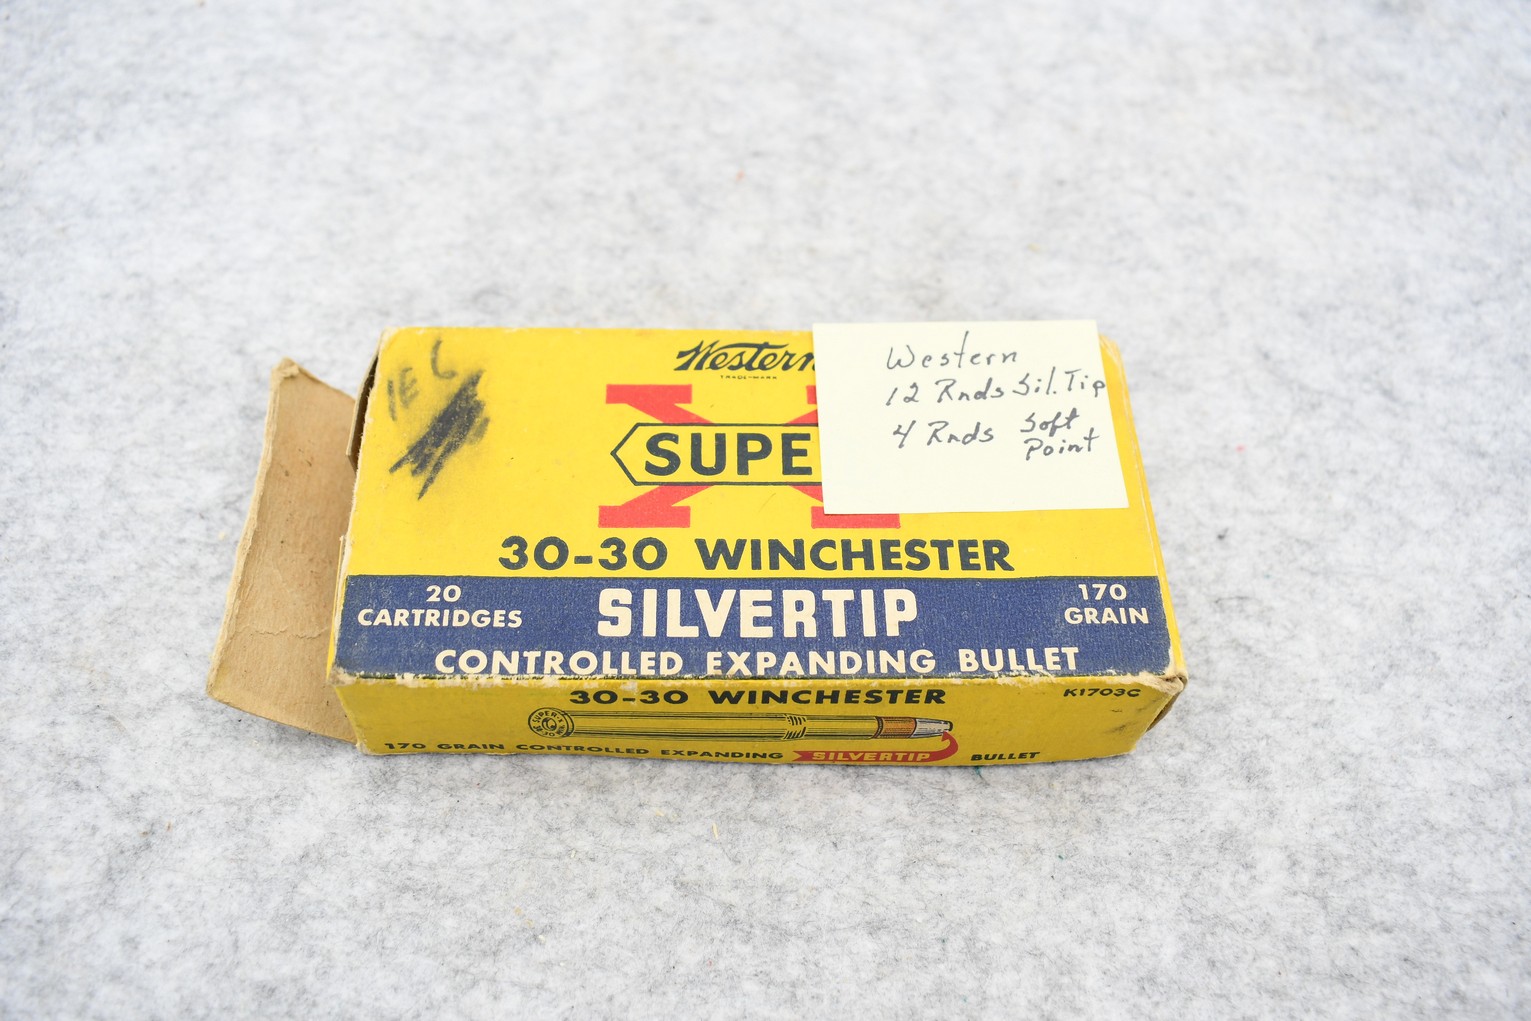 Western
TRADE-MARK
SUPE
30-30 WINCHESTER
20 CARTRIDGES
SILVERTIP
170 GRAIN
CONTROLLED EXPANDING BULLET
30-30 WINCHESTER
K1703C
170 GRAIN CONTROLLED EXPANDING SILVERTIP BULLET
Western
12 Rnds Sil. Tip
4 Rnds Soft
Point